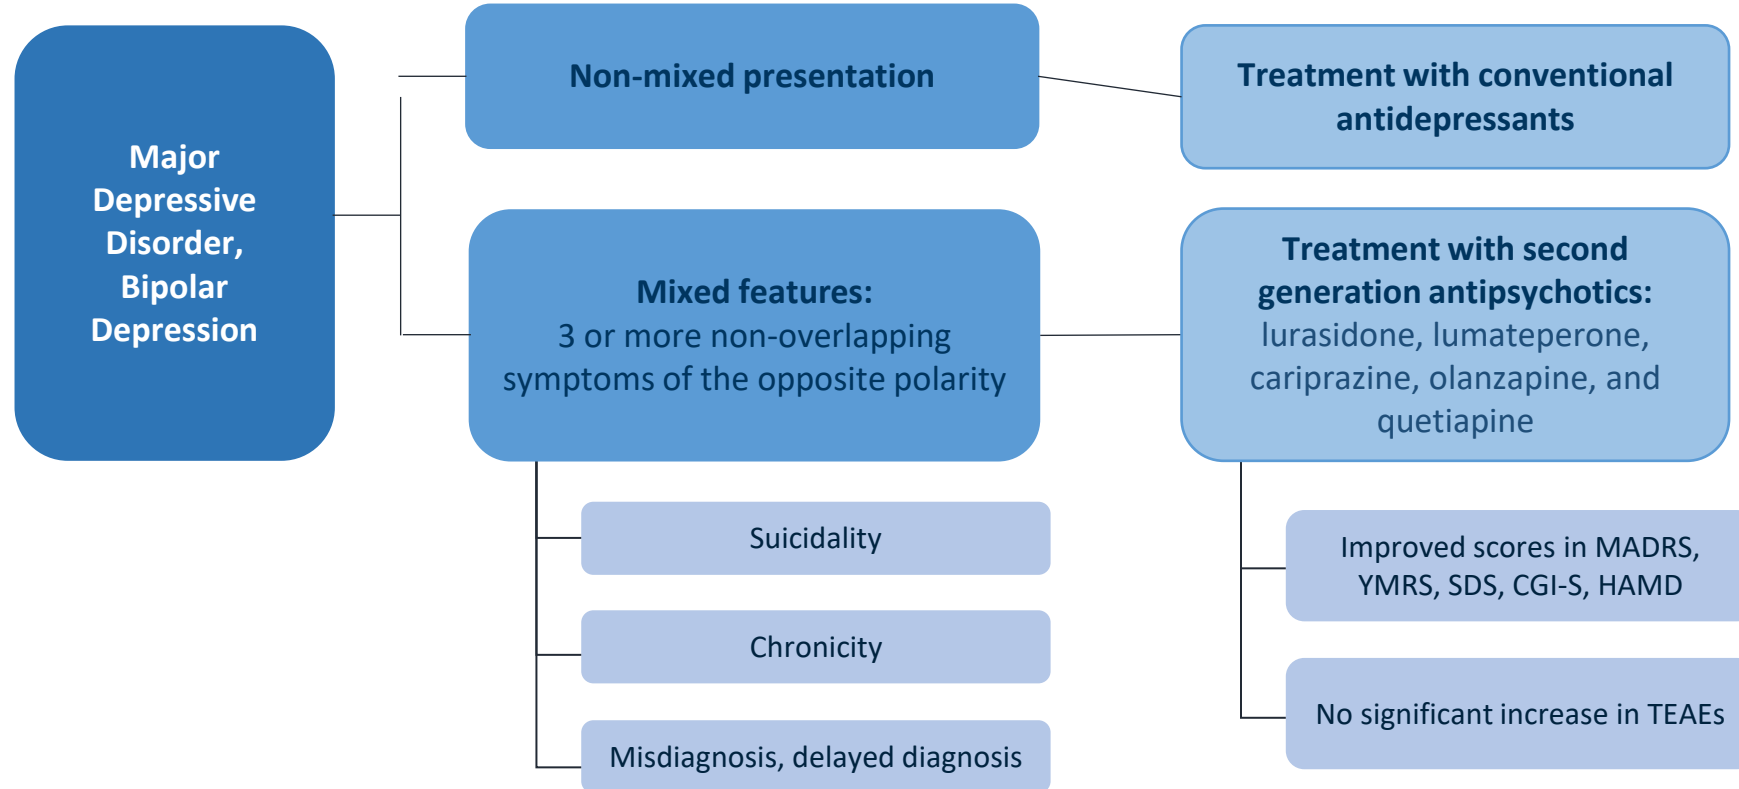 Major
Depressive
Disorder,
Bipolar
Depression
Non-mixed presentation
Treatment with conventional
antidepressants
Mixed features:
3 or more non-overlapping
symptoms of the opposite polarity
Treatment with second
generation antipsychotics:
lurasidone, lumateperone,
cariprazine, olanzapine, and
quetiapine
Suicidality
Chronicity
Misdiagnosis, delayed diagnosis
Improved scores in MADRS,
YMRS, SDS, CGI-S, HAMD
No significant increase in TEAEs